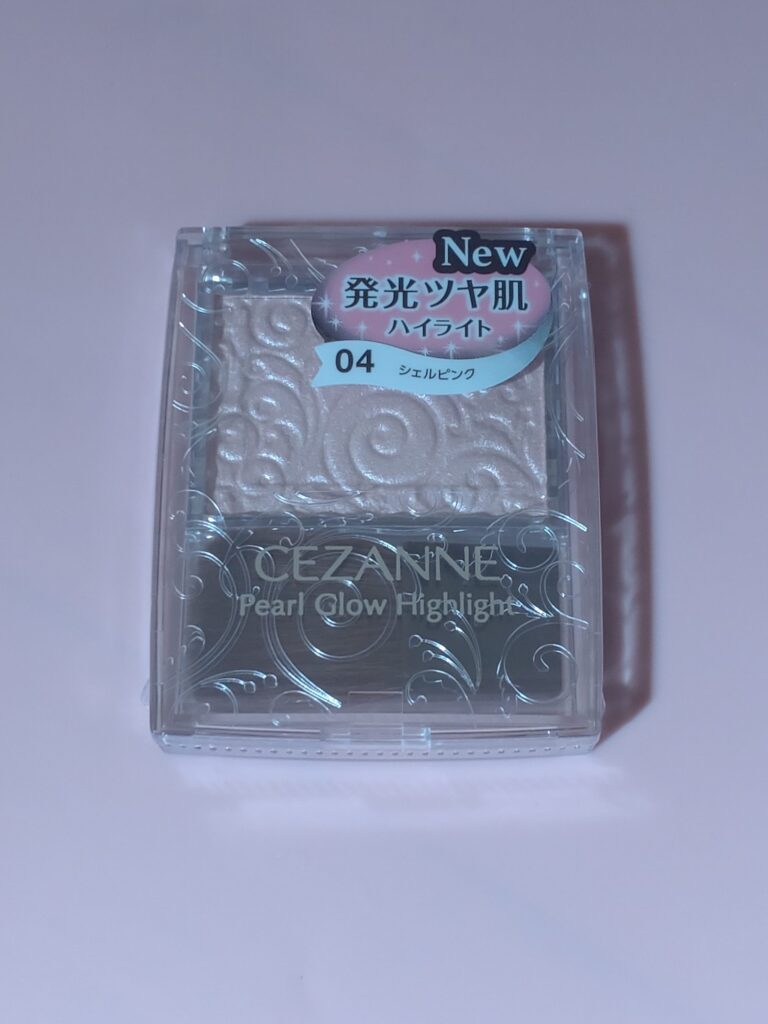 New
発光ツヤ肌
ハイライト
04 シェルピンク
CEZANNE
Pearl Glow Highlight